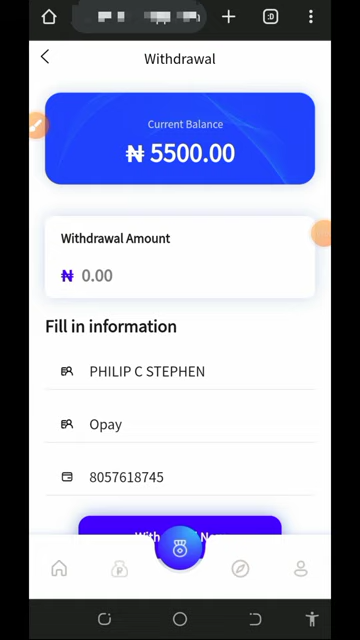 Withdrawal
Current Balance
₦ 5500.00
Withdrawal Amount
₦ 0.00
Fill in information
PHILIP C STEPHEN
Opay
8057618745